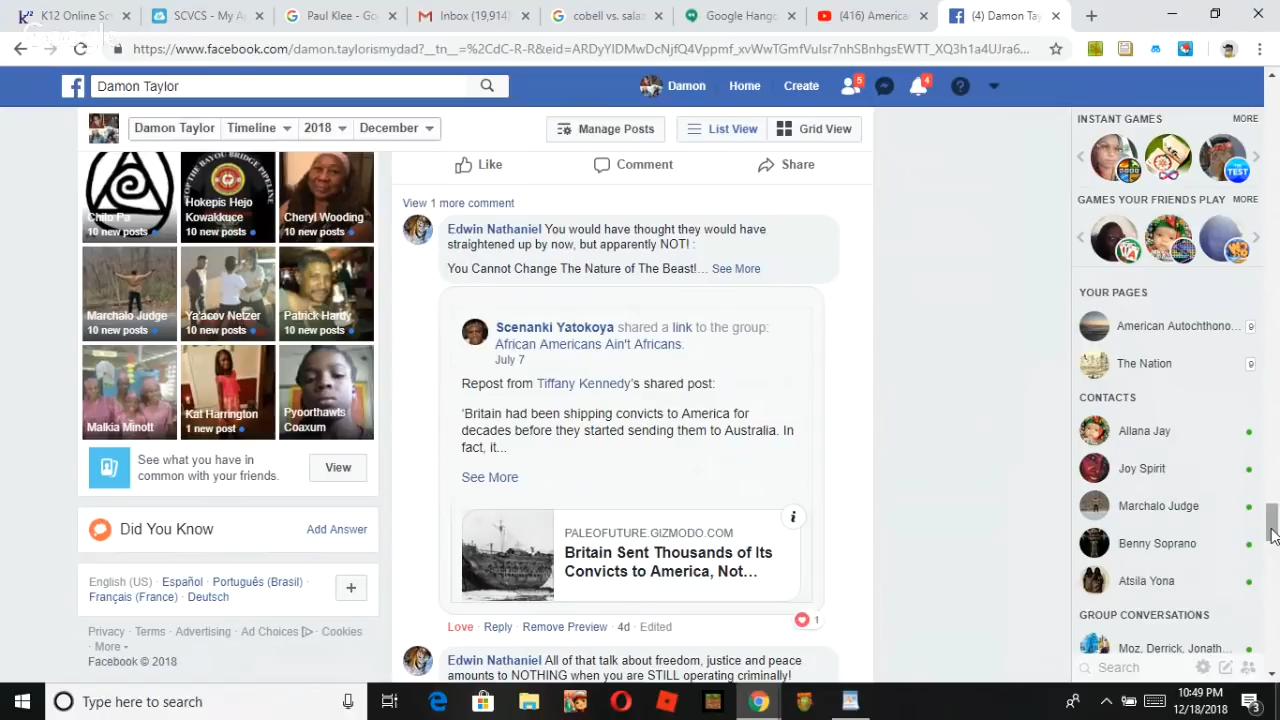 K12 Online Sc
SCVCS - My A
Paul Klee - Go
Inbox (19,914)
cobell vs. sala
Google Hang
(416) America
(4) Damon Tay
https://www.facebook.com/damon.taylorismydad?__tn__=%2CdC-R-R&eid=ARDyYIDMwDcNjfQ4Vppmf_xvWwTGmfVulsr7nhSBnhgsEWTT_XQ3h1a4UJra6...
Damon Taylor
Damon
Home
Create
5
4
Damon Taylor
Timeline
2018
December
Manage Posts
List View
Grid View
Like
Comment
Share
Chilo Pa
10 new posts
Hokepis Hejo
Kowakkuce
10 new posts
Cheryl Wooding
10 new posts
Marchalo Judge
10 new posts
Ya'acov Netzer
10 new posts
Patrick Hardy
10 new posts
Malkia Minott
Kat Harrington
1 new post
Pyoorthawts
Coaxum
See what you have in
common with your friends.
View
Did You Know
Add Answer
English (US) · Español · Português (Brasil) ·
Français (France) · Deutsch
Privacy · Terms · Advertising · Ad Choices · Cookies
· More
Facebook © 2018
View 1 more comment
Edwin Nathaniel You would have thought they would have
straightened up by now, but apparently NOT! :
You Cannot Change The Nature of The Beast!... See More
Scenanki Yatokoya shared a link to the group:
African Americans Ain't Africans.
July 7
Repost from Tiffany Kennedy's shared post:
'Britain had been shipping convicts to America for
decades before they started sending them to Australia. In
fact, it...
See More
PALEOFUTURE.GIZMODO.COM
Britain Sent Thousands of Its
Convicts to America, Not...
1
Love · Reply · Remove Preview · 4d · Edited
Edwin Nathaniel All of that talk about freedom, justice and peace
amounts to NOTHING when you are STILL operating criminally!
INSTANT GAMES
MORE
THE
TEST
GAMES YOUR FRIENDS PLAY
MORE
YOUR PAGES
American Autochthono...
9
The Nation
9
CONTACTS
Allana Jay
Joy Spirit
Marchalo Judge
Benny Soprano
Atsila Yona
GROUP CONVERSATIONS
Moz, Derrick, Jonath...
Search
Type here to search
10:49 PM
12/18/2018
3